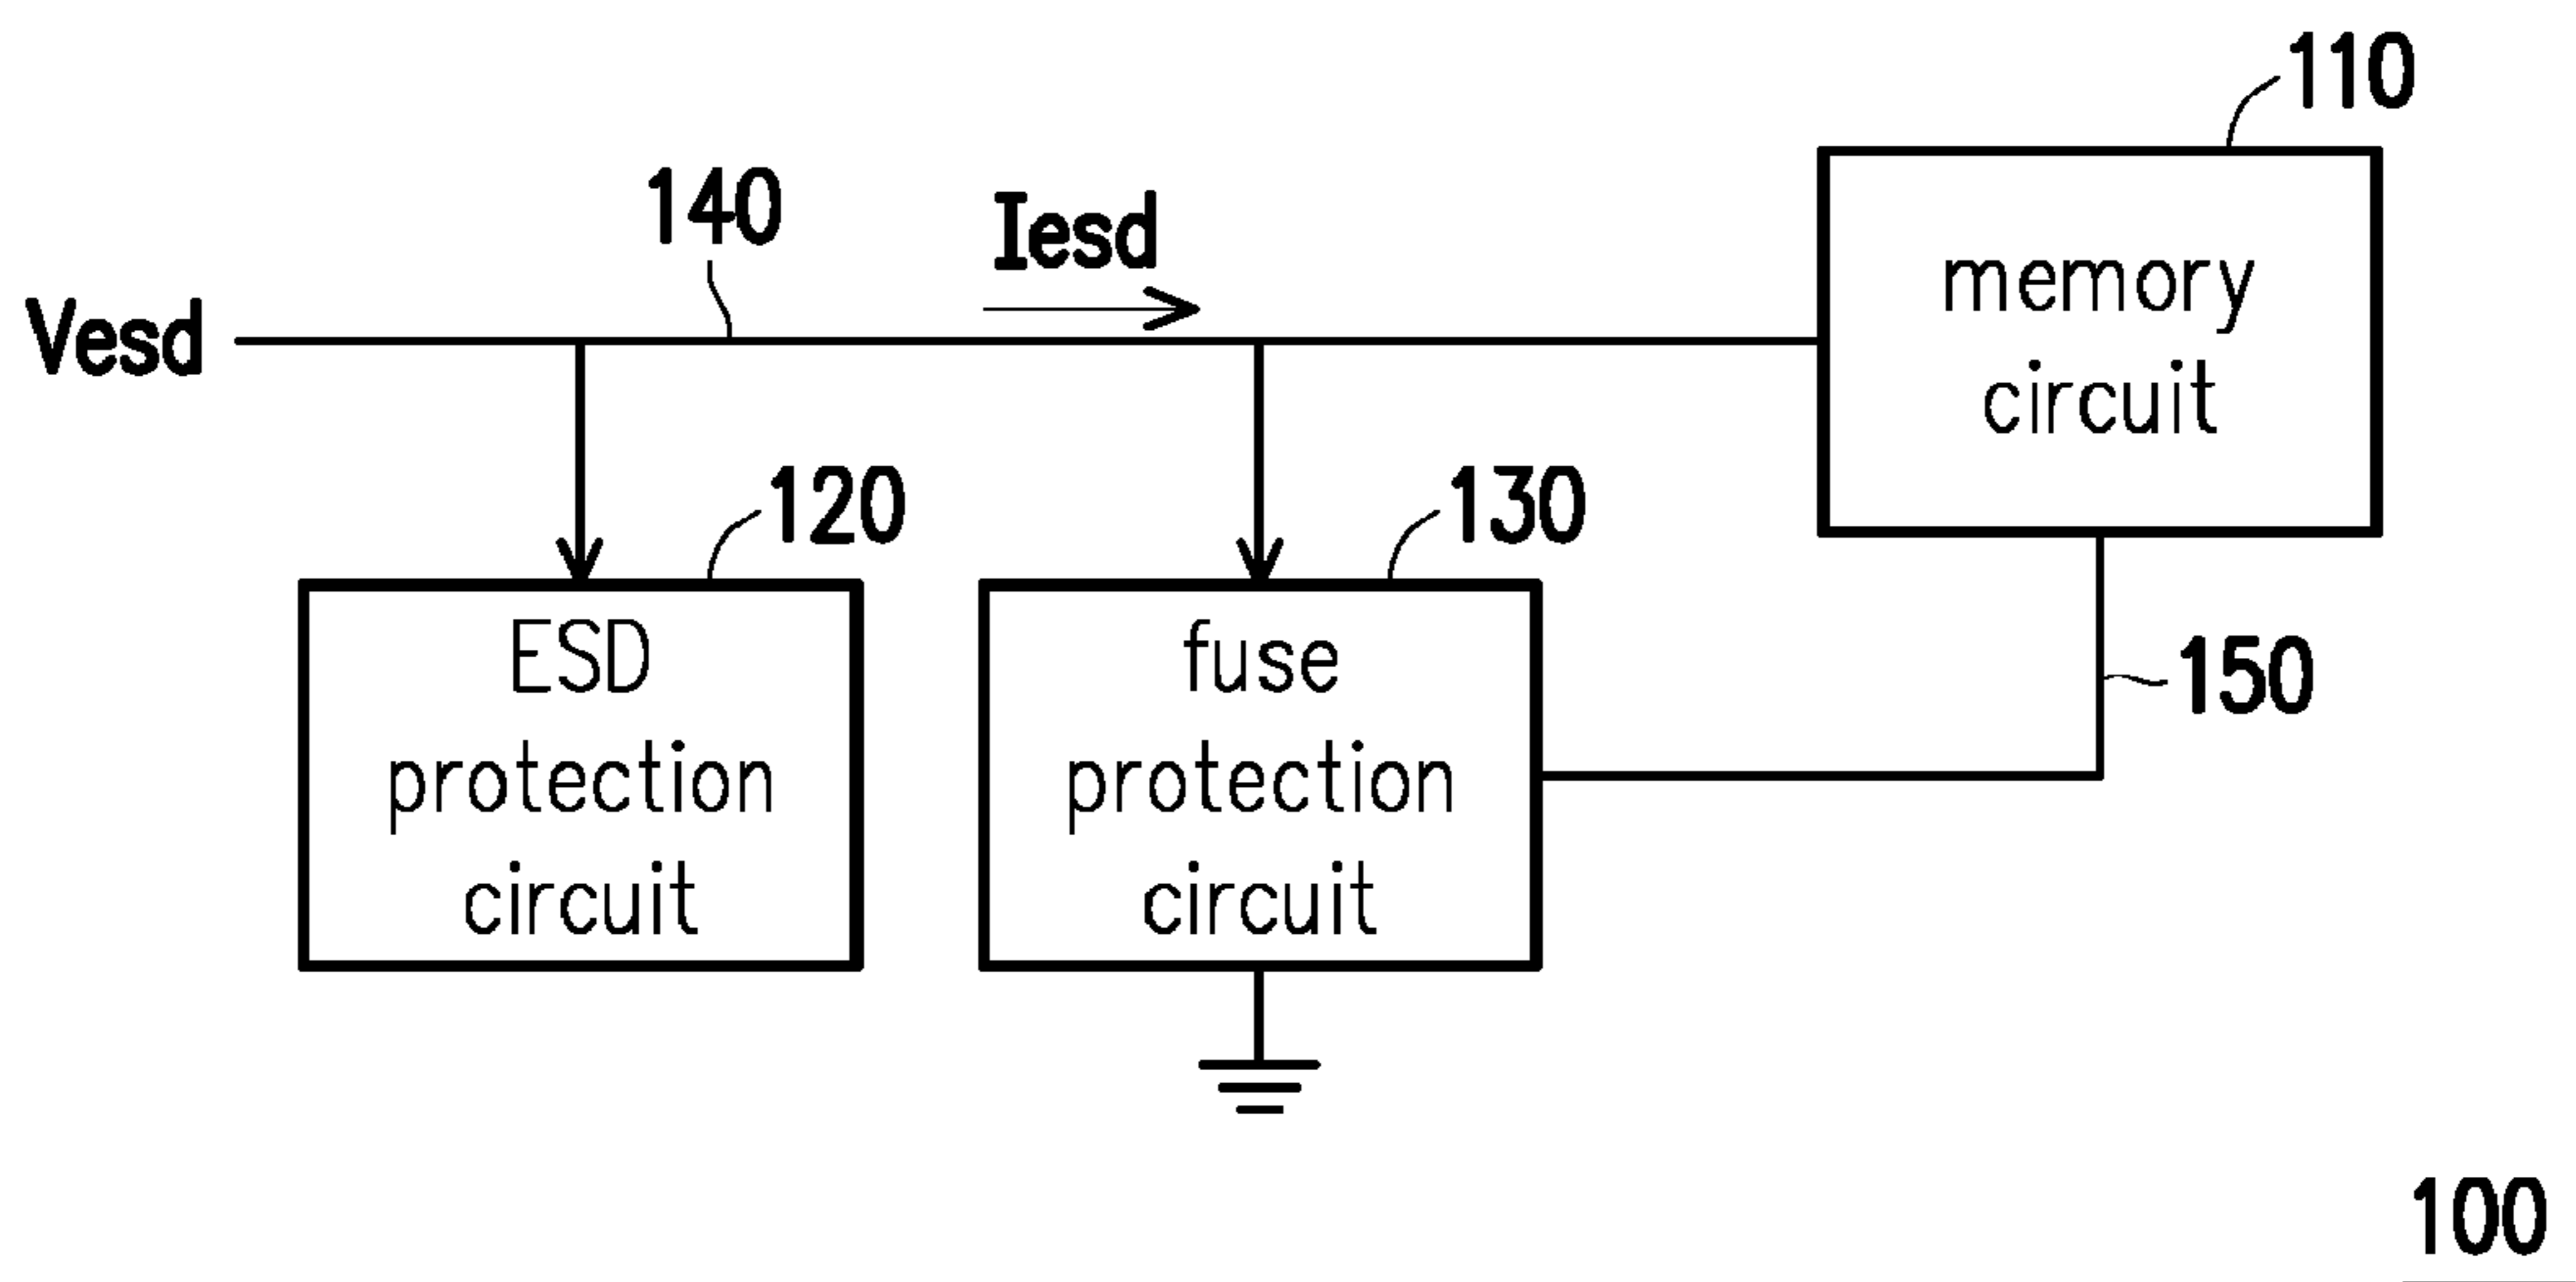 110
140
Iesd
memory
circuit
Vesd
120
130
ESD
protection
circuit
fuse
protection
circuit
150
100